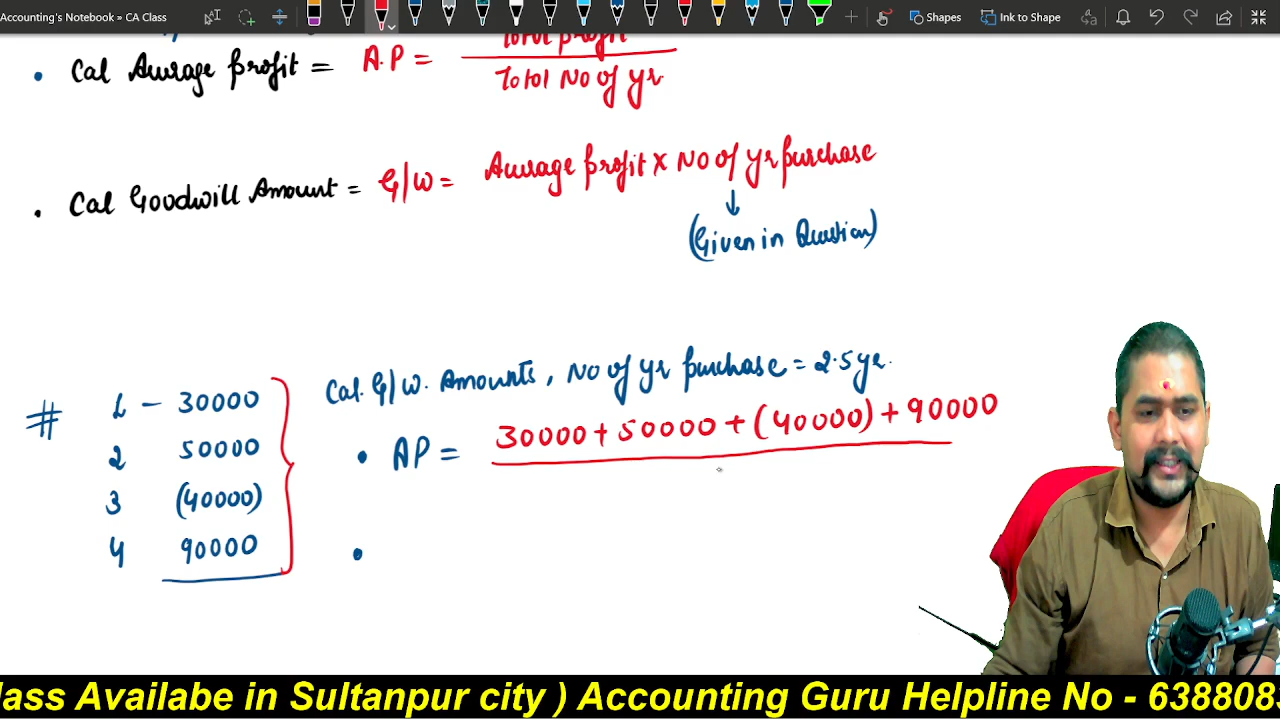 Accounting's Notebook » CA Class
Shapes
Ink to Shape
Total profit
• Cal Average profit = A.P = Total No of yr
• Cal Goodwill Amount = G/W = Average profit x No of yr purchase
(Given in Question)
Cal. G/W. Amounts, No of yr purchase = 2.5yr.
# 1 - 30000
2 50000
3 (40000)
4 90000
• AP = 30000 + 50000 + (40000) + 90000
•
lass Availabe in Sultanpur city ) Accounting Guru Helpline No - 638808